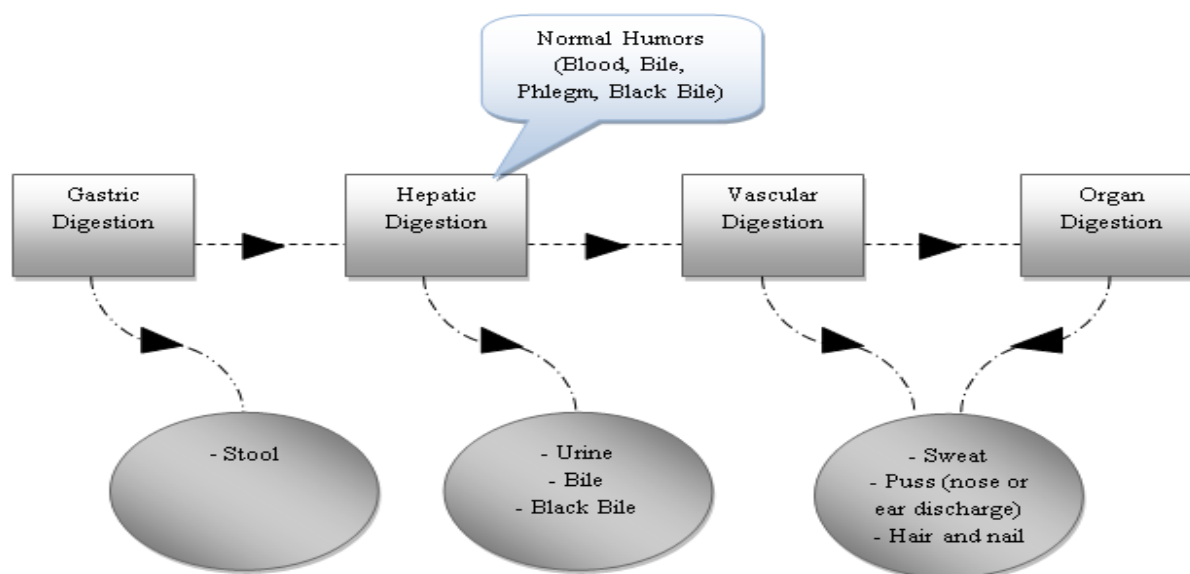 Normal Humors
(Blood, Bile,
Phlegm, Black Bile)
Gastric
Digestion
Hepatic
Digestion
Vascular
Digestion
Organ
Digestion
- Stool
- Urine
- Bile
- Black Bile
- Sweat
- Puss (nose or
ear discharge)
- Hair and nail